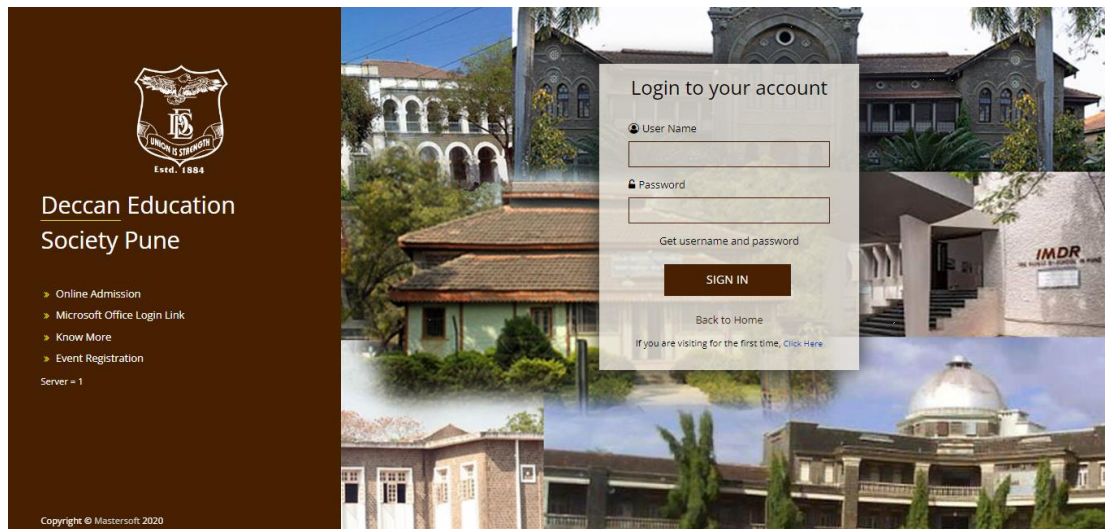 DES
UNION IS STRENGTH
Estd. 1884
Deccan Education
Society Pune
Online Admission
Microsoft Office Login Link
Know More
Event Registration
Server = 1
Copyright © Mastersoft 2020
Login to your account
User Name
Password
Get username and password
SIGN IN
Back to Home
If you are visiting for the first time, Click Here
IMDR